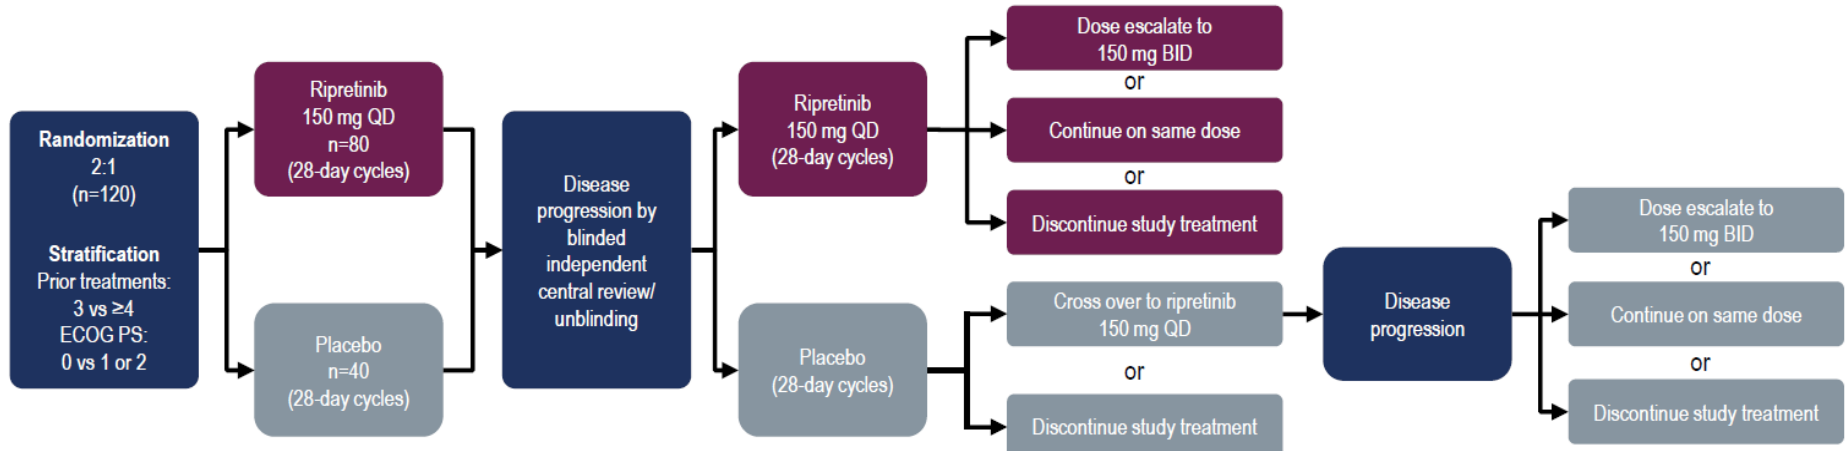 Randomization
2:1
(n=120)
Stratification
Prior treatments:
3 vs ≥4
ECOG PS:
0 vs 1 or 2
Ripretinib
150 mg QD
n=80
(28-day cycles)
Placebo
n=40
(28-day cycles)
Disease
progression by
blinded
independent
central review/
unblinding
Ripretinib
150 mg QD
(28-day cycles)
Placebo
(28-day cycles)
Dose escalate to
150 mg BID
or
Continue on same dose
or
Discontinue study treatment
Cross over to ripretinib
150 mg QD
or
Discontinue study treatment
Disease
progression
Dose escalate to
150 mg BID
or
Continue on same dose
or
Discontinue study treatment